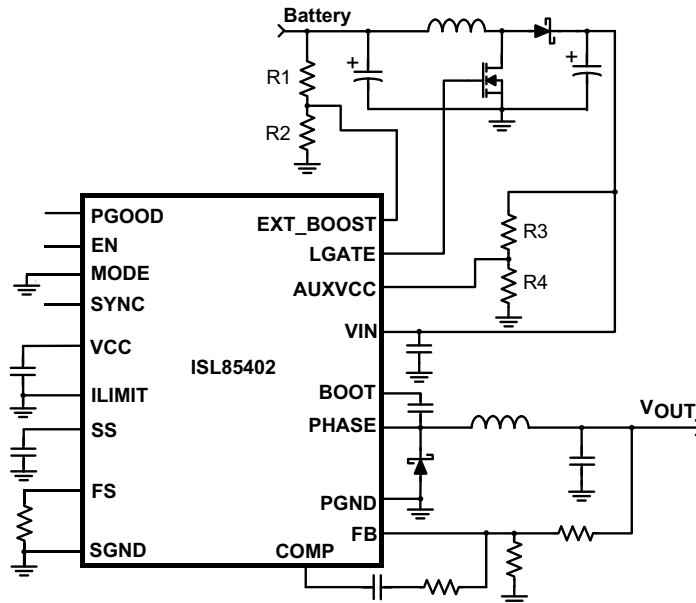 Battery
+
+
R1
R2
PGOOD
EXT_BOOST
EN
LGATE
R3
MODE
AUXVCC
R4
SYNC
VIN
VCC
ISL85402
ILIMIT
BOOT
SS
PHASE
VOUT
FS
PGND
FB
SGND
COMP